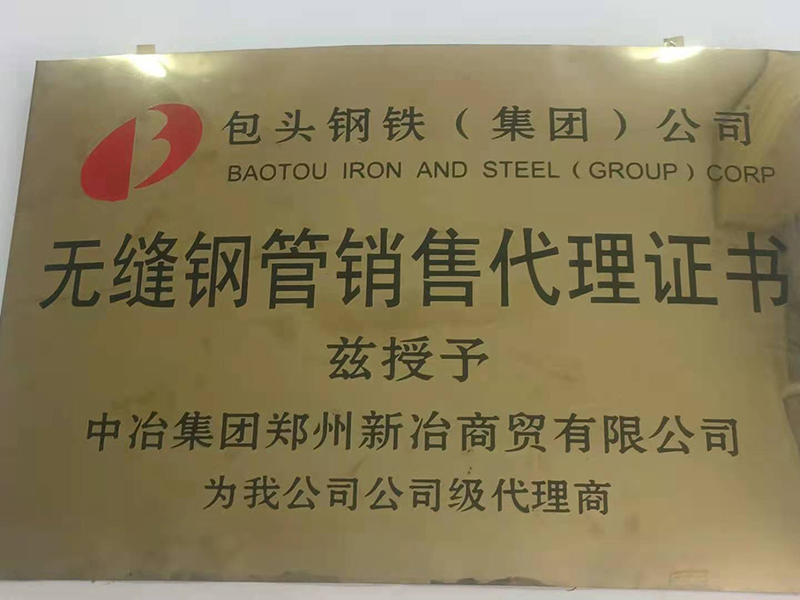 包头钢铁（集团）公司
BAOTOU IRON AND STEEL (GROUP) CORP
无缝钢管销售代理证书
兹授予
中冶集团郑州新冶商贸有限公司
为我公司公司级代理商